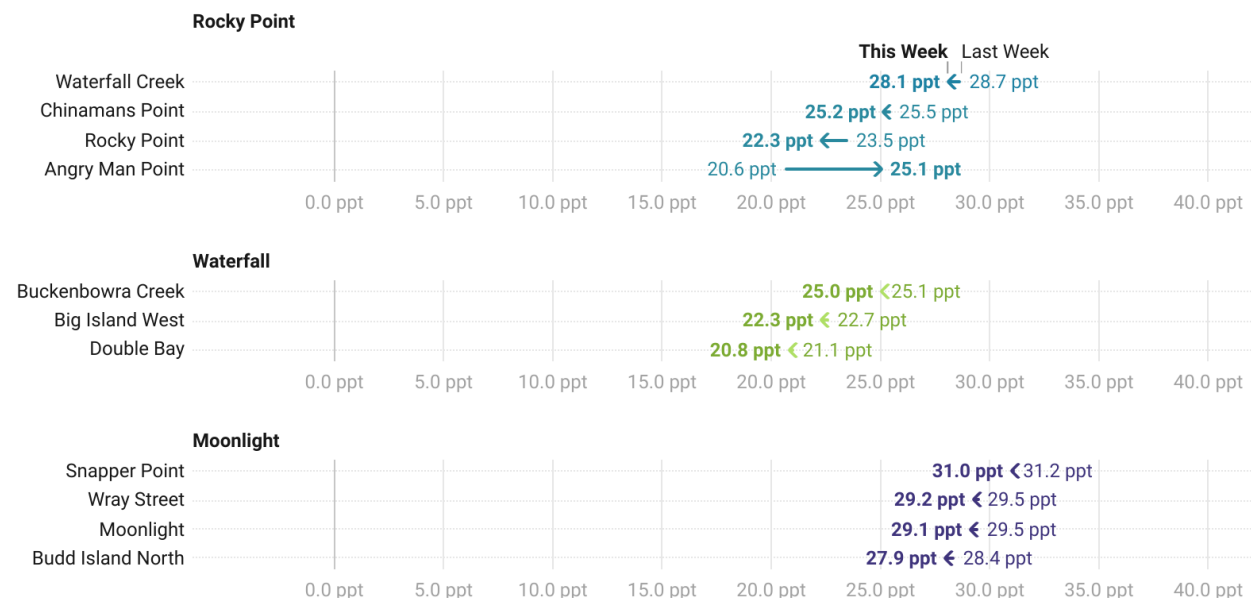 Rocky Point
This Week Last Week
Waterfall Creek 28.1 ppt 28.7 ppt
Chinamans Point 25.2 ppt 25.5 ppt
Rocky Point 22.3 ppt 23.5 ppt
Angry Man Point 20.6 ppt 25.1 ppt
0.0 ppt 5.0 ppt 10.0 ppt 15.0 ppt 20.0 ppt 25.0 ppt 30.0 ppt 35.0 ppt 40.0 ppt
Waterfall
Buckenbowra Creek 25.0 ppt 25.1 ppt
Big Island West 22.3 ppt 22.7 ppt
Double Bay 20.8 ppt 21.1 ppt
0.0 ppt 5.0 ppt 10.0 ppt 15.0 ppt 20.0 ppt 25.0 ppt 30.0 ppt 35.0 ppt 40.0 ppt
Moonlight
Snapper Point 31.0 ppt 31.2 ppt
Wray Street 29.2 ppt 29.5 ppt
Moonlight 29.1 ppt 29.5 ppt
Budd Island North 27.9 ppt 28.4 ppt
0.0 ppt 5.0 ppt 10.0 ppt 15.0 ppt 20.0 ppt 25.0 ppt 30.0 ppt 35.0 ppt 40.0 ppt